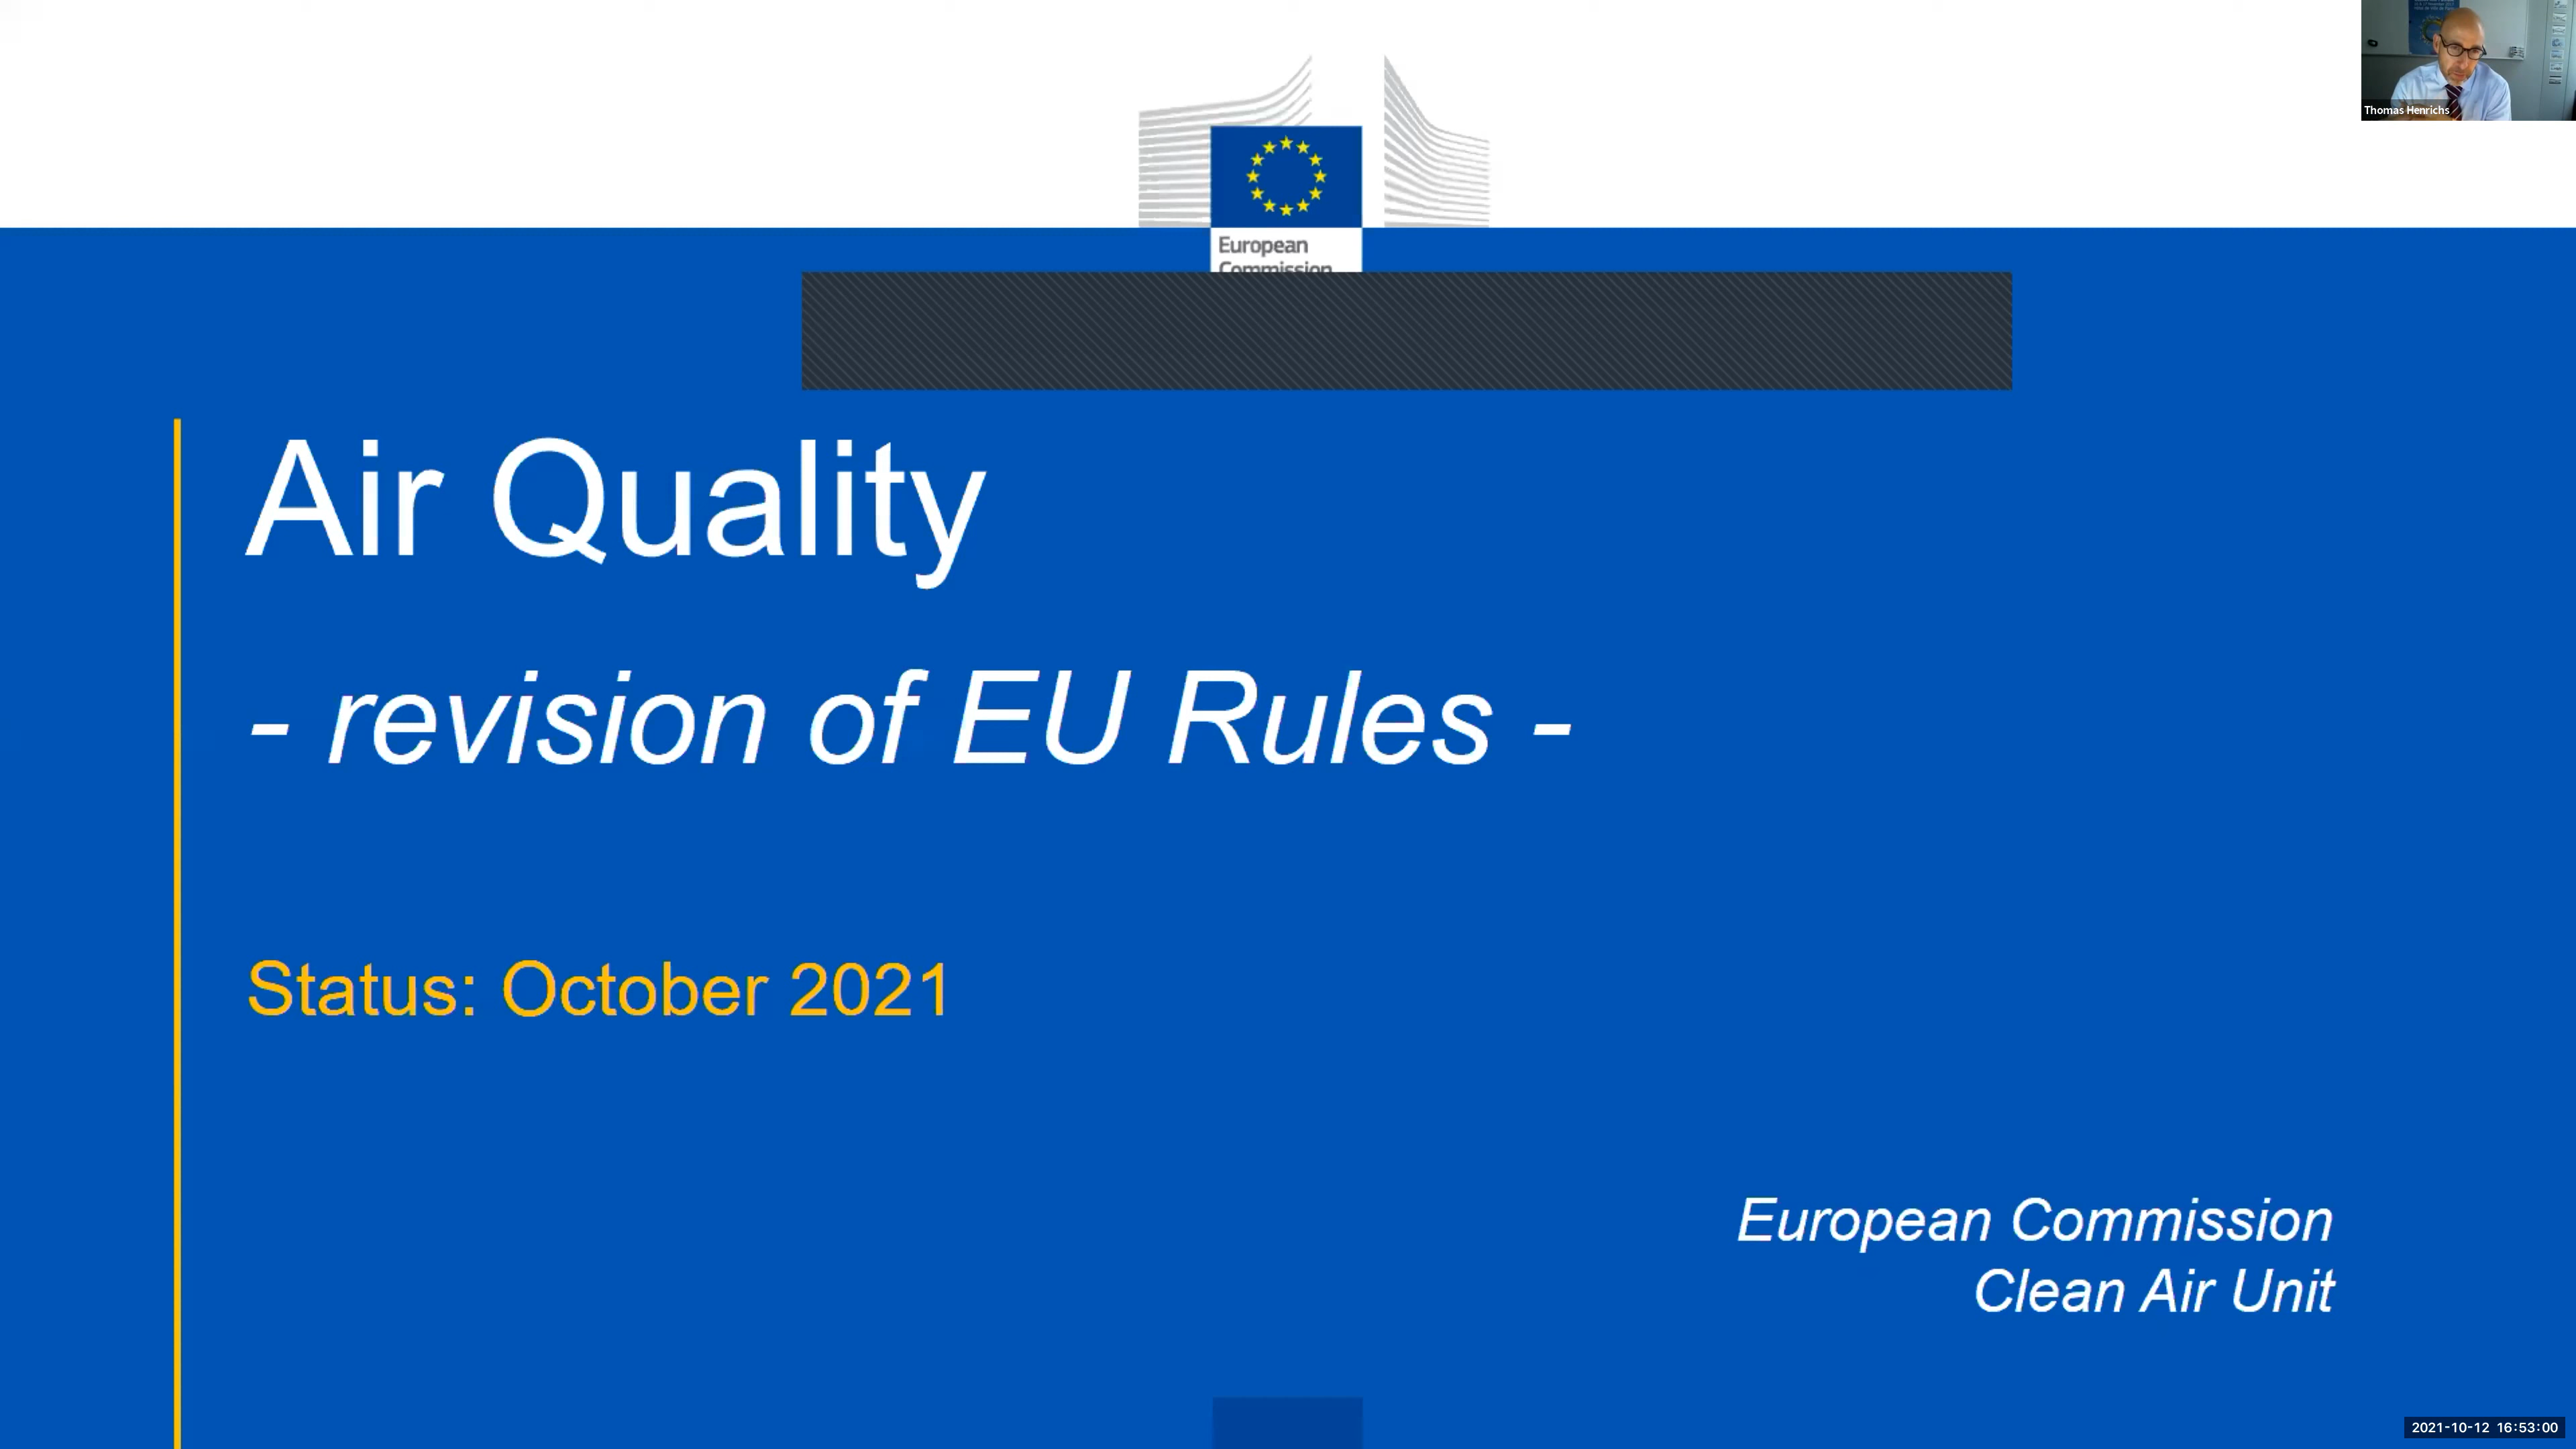 Thomas Henrichs
European
Commission
Air Quality
- revision of EU Rules -
Status: October 2021
European Commission
Clean Air Unit
2021-10-12 16:53:00